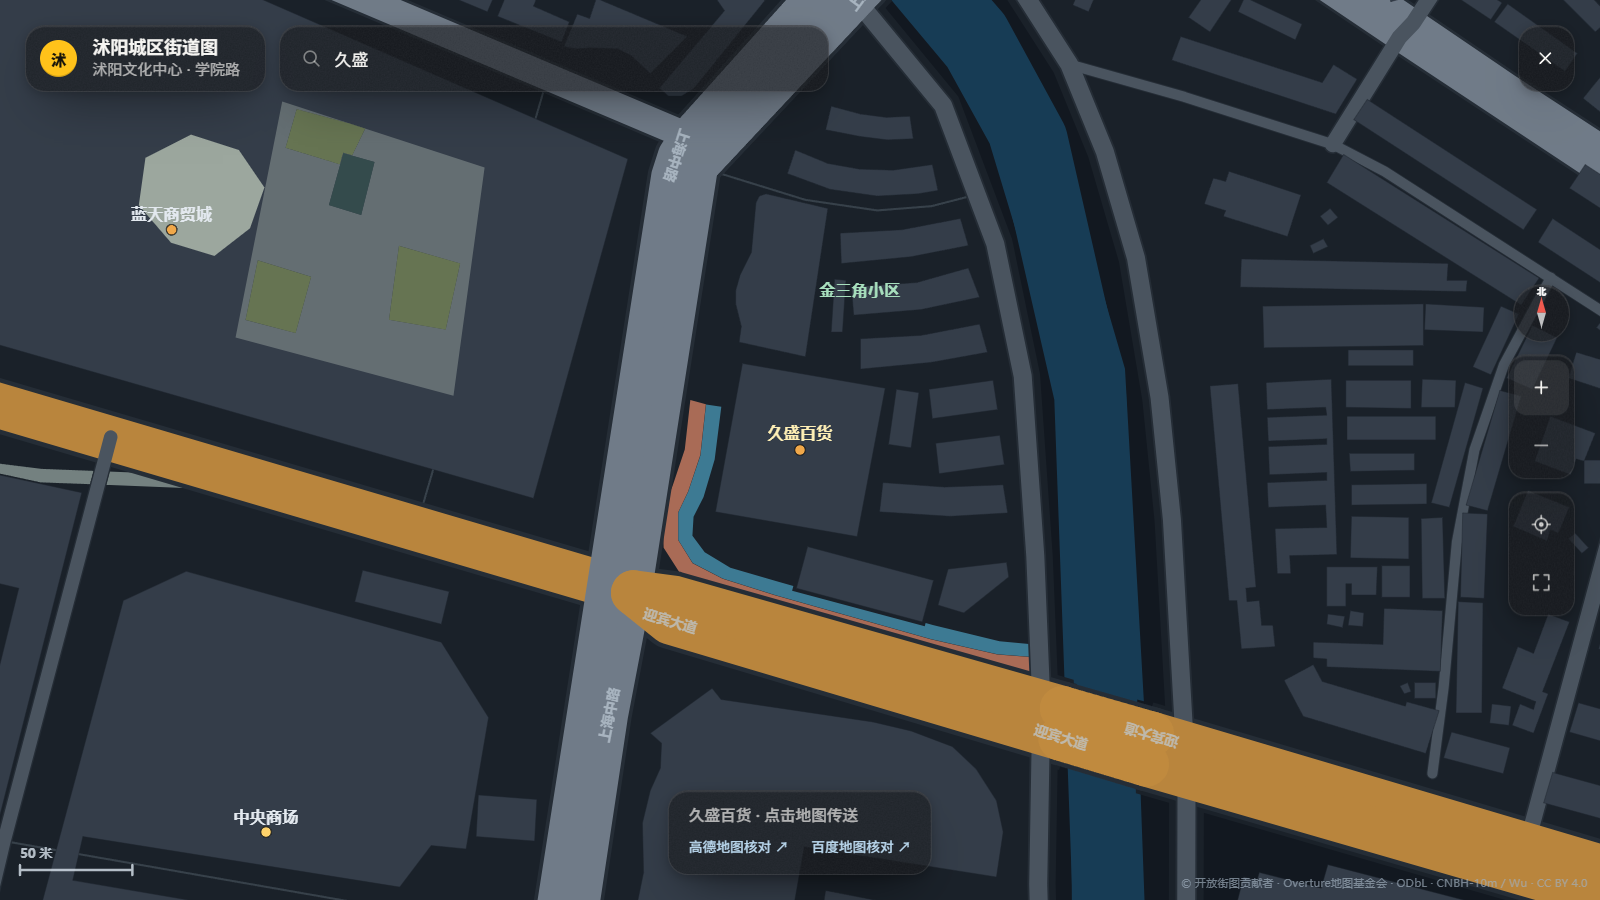 沭
沭阳城区街道图
沭阳文化中心 · 学院路
久盛
上
上海中路
蓝天商贸城
金三角小区
北
久盛百货
迎宾大道
上海中路
迎宾大道
迎宾大道
中央商场
久盛百货 · 点击地图传送
高德地图核对 ↗ 百度地图核对 ↗
50 米
© 开放街图贡献者 · Overture地图基金会 · ODbL · CNBH-10m / Wu · CC BY 4.0